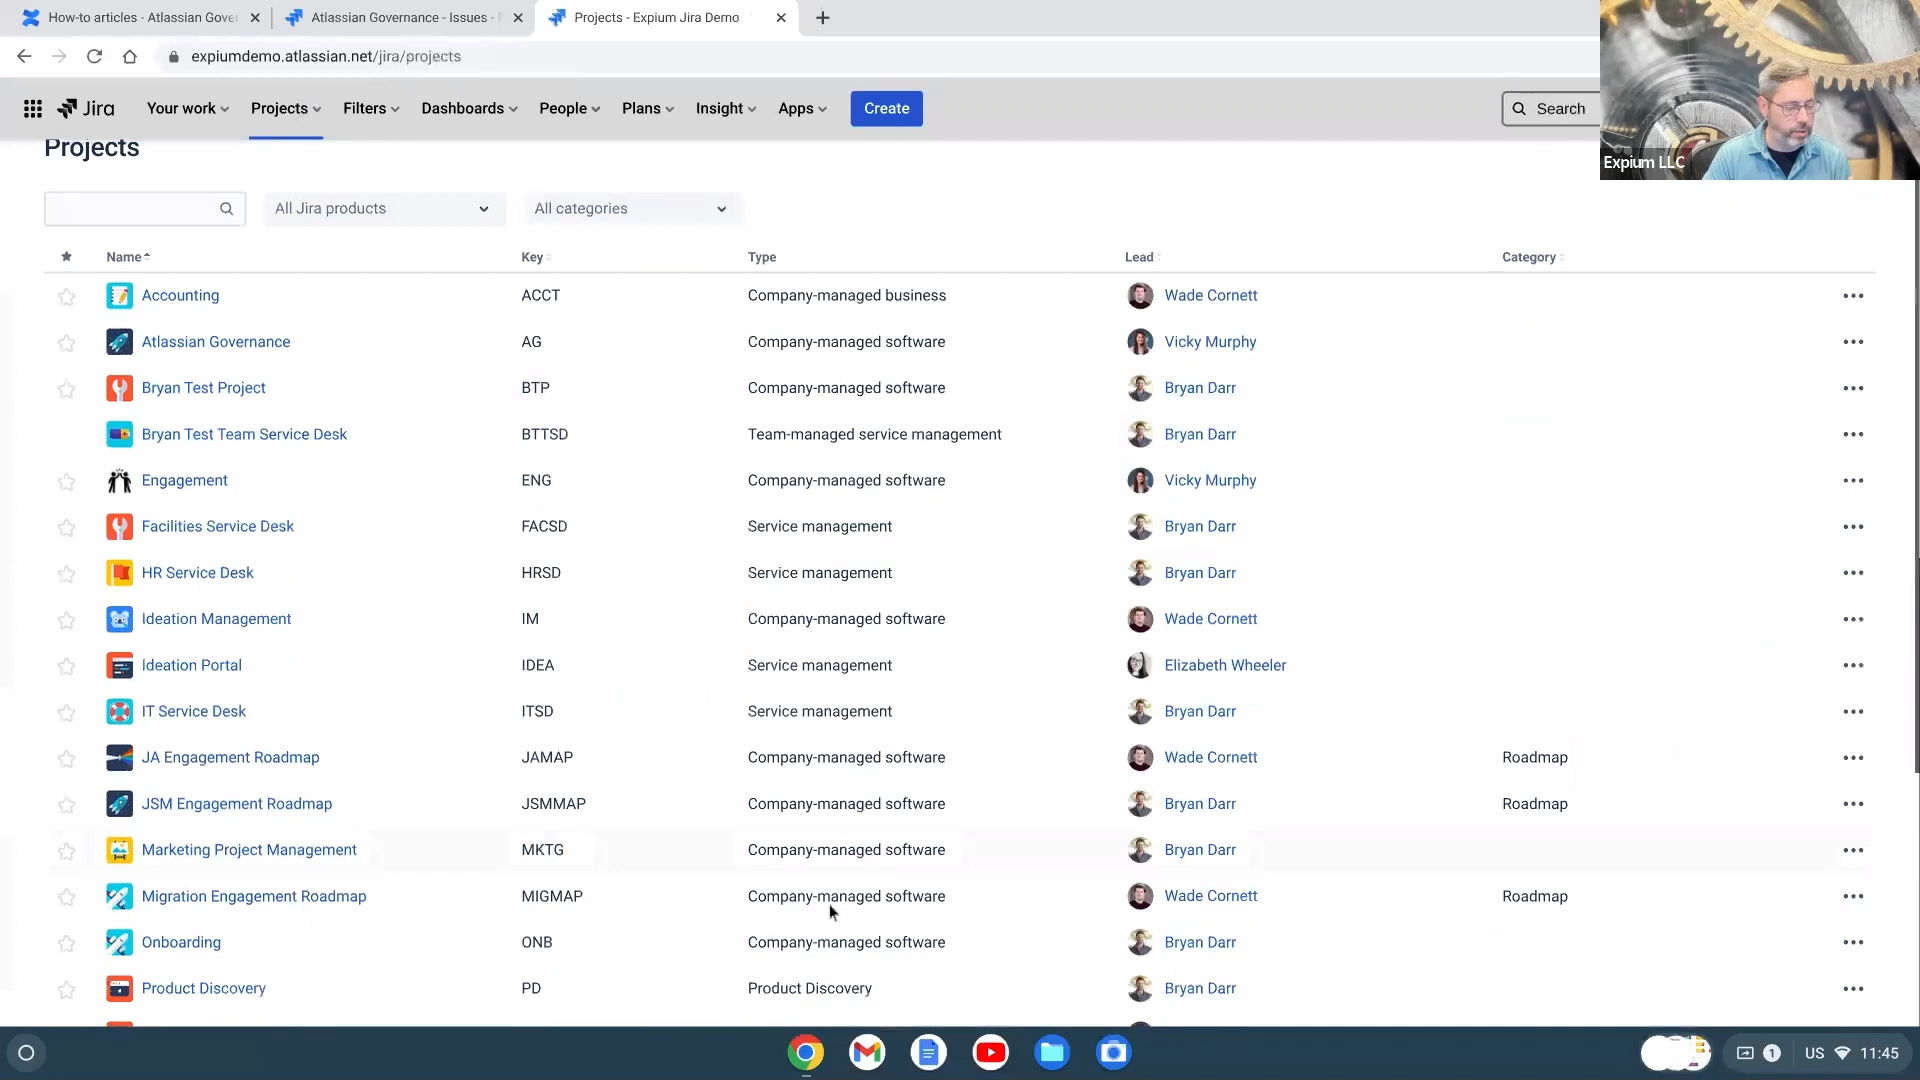 How-to articles - Atlassian Gove
Atlassian Governance - Issues -
Projects - Expium Jira Demo
expiumdemo.atlassian.net/jira/projects
Jira
Your work
Projects
Filters
Dashboards
People
Plans
Insight
Apps
Create
Search
Expium LLC
Projects
All Jira products
All categories
Name Key Type Lead Category
Accounting ACCT Company-managed business Wade Cornett
Atlassian Governance AG Company-managed software Vicky Murphy
Bryan Test Project BTP Company-managed software Bryan Darr
Bryan Test Team Service Desk BTTSD Team-managed service management Bryan Darr
Engagement ENG Company-managed software Vicky Murphy
Facilities Service Desk FACSD Service management Bryan Darr
HR Service Desk HRSD Service management Bryan Darr
Ideation Management IM Company-managed software Wade Cornett
Ideation Portal IDEA Service management Elizabeth Wheeler
IT Service Desk ITSD Service management Bryan Darr
JA Engagement Roadmap JAMAP Company-managed software Wade Cornett Roadmap
JSM Engagement Roadmap JSMMAP Company-managed software Bryan Darr Roadmap
Marketing Project Management MKTG Company-managed software Bryan Darr
Migration Engagement Roadmap MIGMAP Company-managed software Wade Cornett Roadmap
Onboarding ONB Company-managed software Bryan Darr
Product Discovery PD Product Discovery Bryan Darr
1 US 11:45